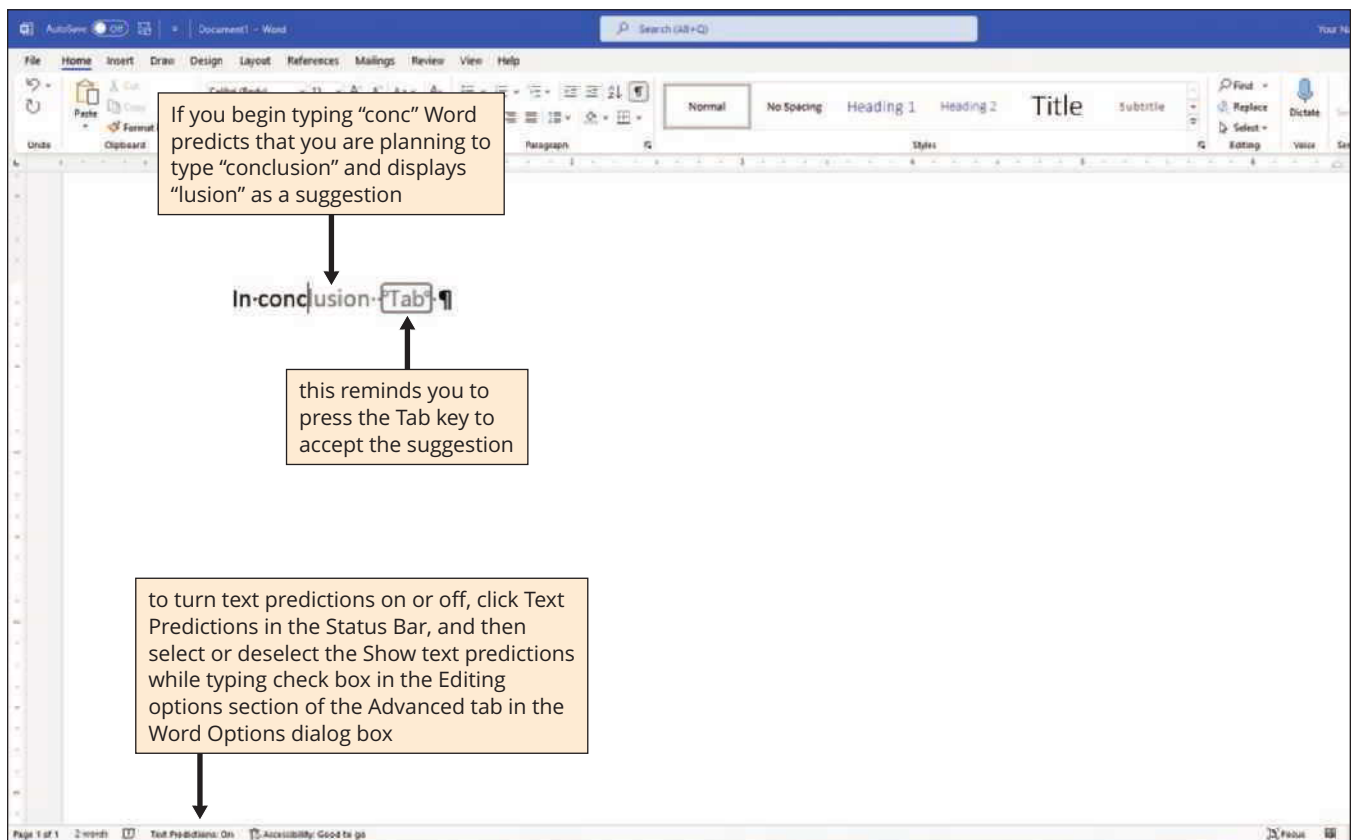 AutoSave Off Document1 - Word Search (Alt+Q)
File Home Insert Draw Design Layout References Mailings Review View Help
Paste Cut Copy Format
Normal No Spacing Heading 1 Heading 2 Title Subtitle
Find Replace Select Dictate
Undo Clipboard Paragraph Styles Editing Voice
If you begin typing “conc” Word
predicts that you are planning to
type “conclusion” and displays
“lusion” as a suggestion
In·conclusion··Tab°·¶
this reminds you to
press the Tab key to
accept the suggestion
to turn text predictions on or off, click Text
Predictions in the Status Bar, and then
select or deselect the Show text predictions
while typing check box in the Editing
options section of the Advanced tab in the
Word Options dialog box
Page 1 of 1 2 words Text Predictions: On Accessibility: Good to go Focus